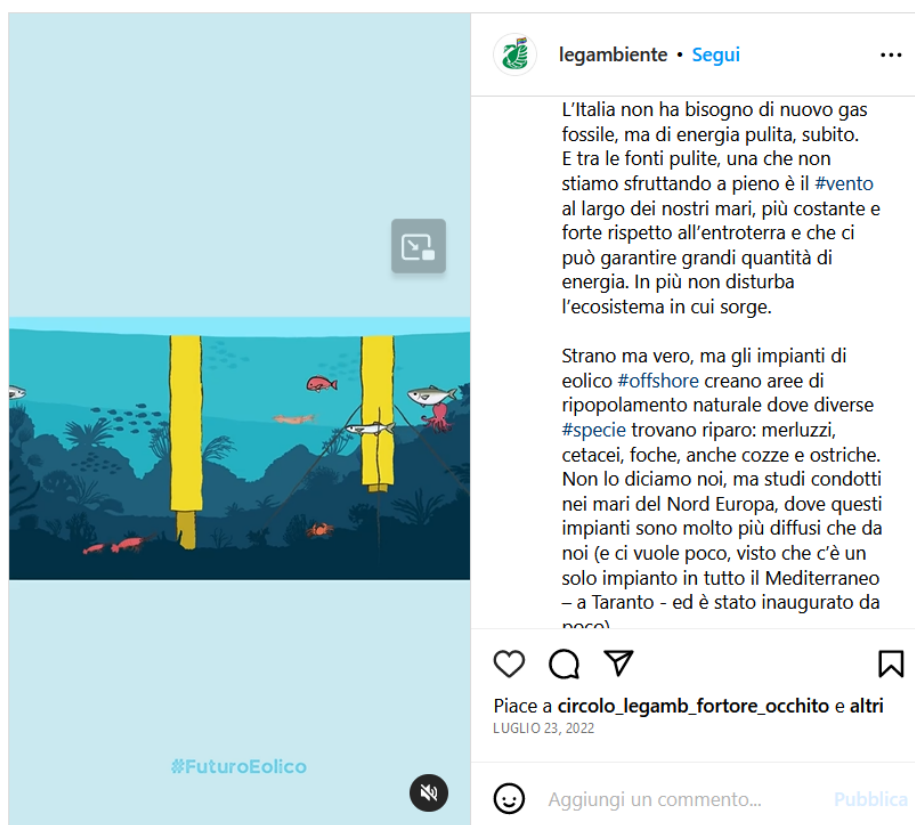 legambiente • Segui
L'Italia non ha bisogno di nuovo gas
fossile, ma di energia pulita, subito.
E tra le fonti pulite, una che non
stiamo sfruttando a pieno è il #vento
al largo dei nostri mari, più costante e
forte rispetto all'entroterra e che ci
può garantire grandi quantità di
energia. In più non disturba
l'ecosistema in cui sorge.
Strano ma vero, ma gli impianti di
eolico #offshore creano aree di
ripopolamento naturale dove diverse
#specie trovano riparo: merluzzi,
cetacei, foche, anche cozze e ostriche.
Non lo diciamo noi, ma studi condotti
nei mari del Nord Europa, dove questi
impianti sono molto più diffusi che da
noi (e ci vuole poco, visto che c'è un
solo impianto in tutto il Mediterraneo
– a Taranto - ed è stato inaugurato da
poco)
Piace a circolo_legamb_fortore_occhito e altri
LUGLIO 23, 2022
Aggiungi un commento... Pubblica
#FuturoEolico